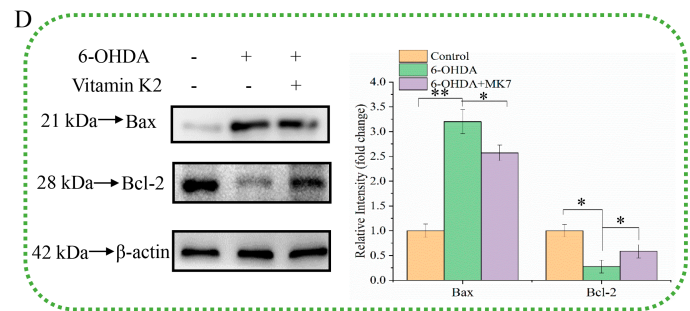 D
6-OHDA - + +
Vitamin K2 - +
21 kDa→Bax
28 kDa→Bcl-2
42 kDa→β-actin
Control
6-OHDA
6-OHDA+MK7
Relative Intensity (fold change)
4.0
3.5
3.0
2.5
2.0
1.5
1.0
0.5
0.0
** *
* *
Bax Bcl-2